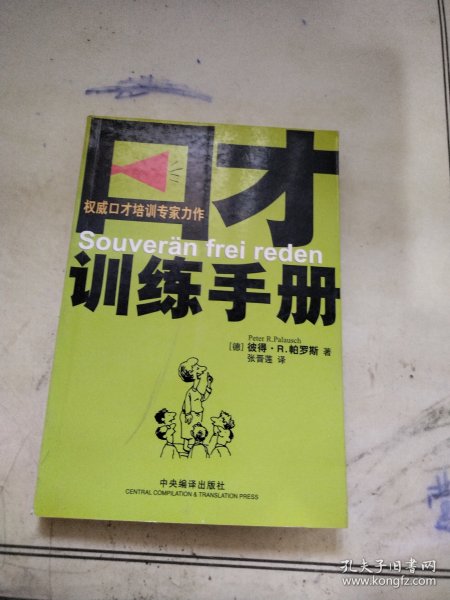 口才
权威口才培训专家力作
Souverän frei reden
训练手册
Peter R.Palausch
[德] 彼得·R.帕罗斯 著
张晋莲 译
中央编译出版社
CENTRAL COMPILATION & TRANSLATION PRESS
孔夫子旧书网
www.kongfz.com